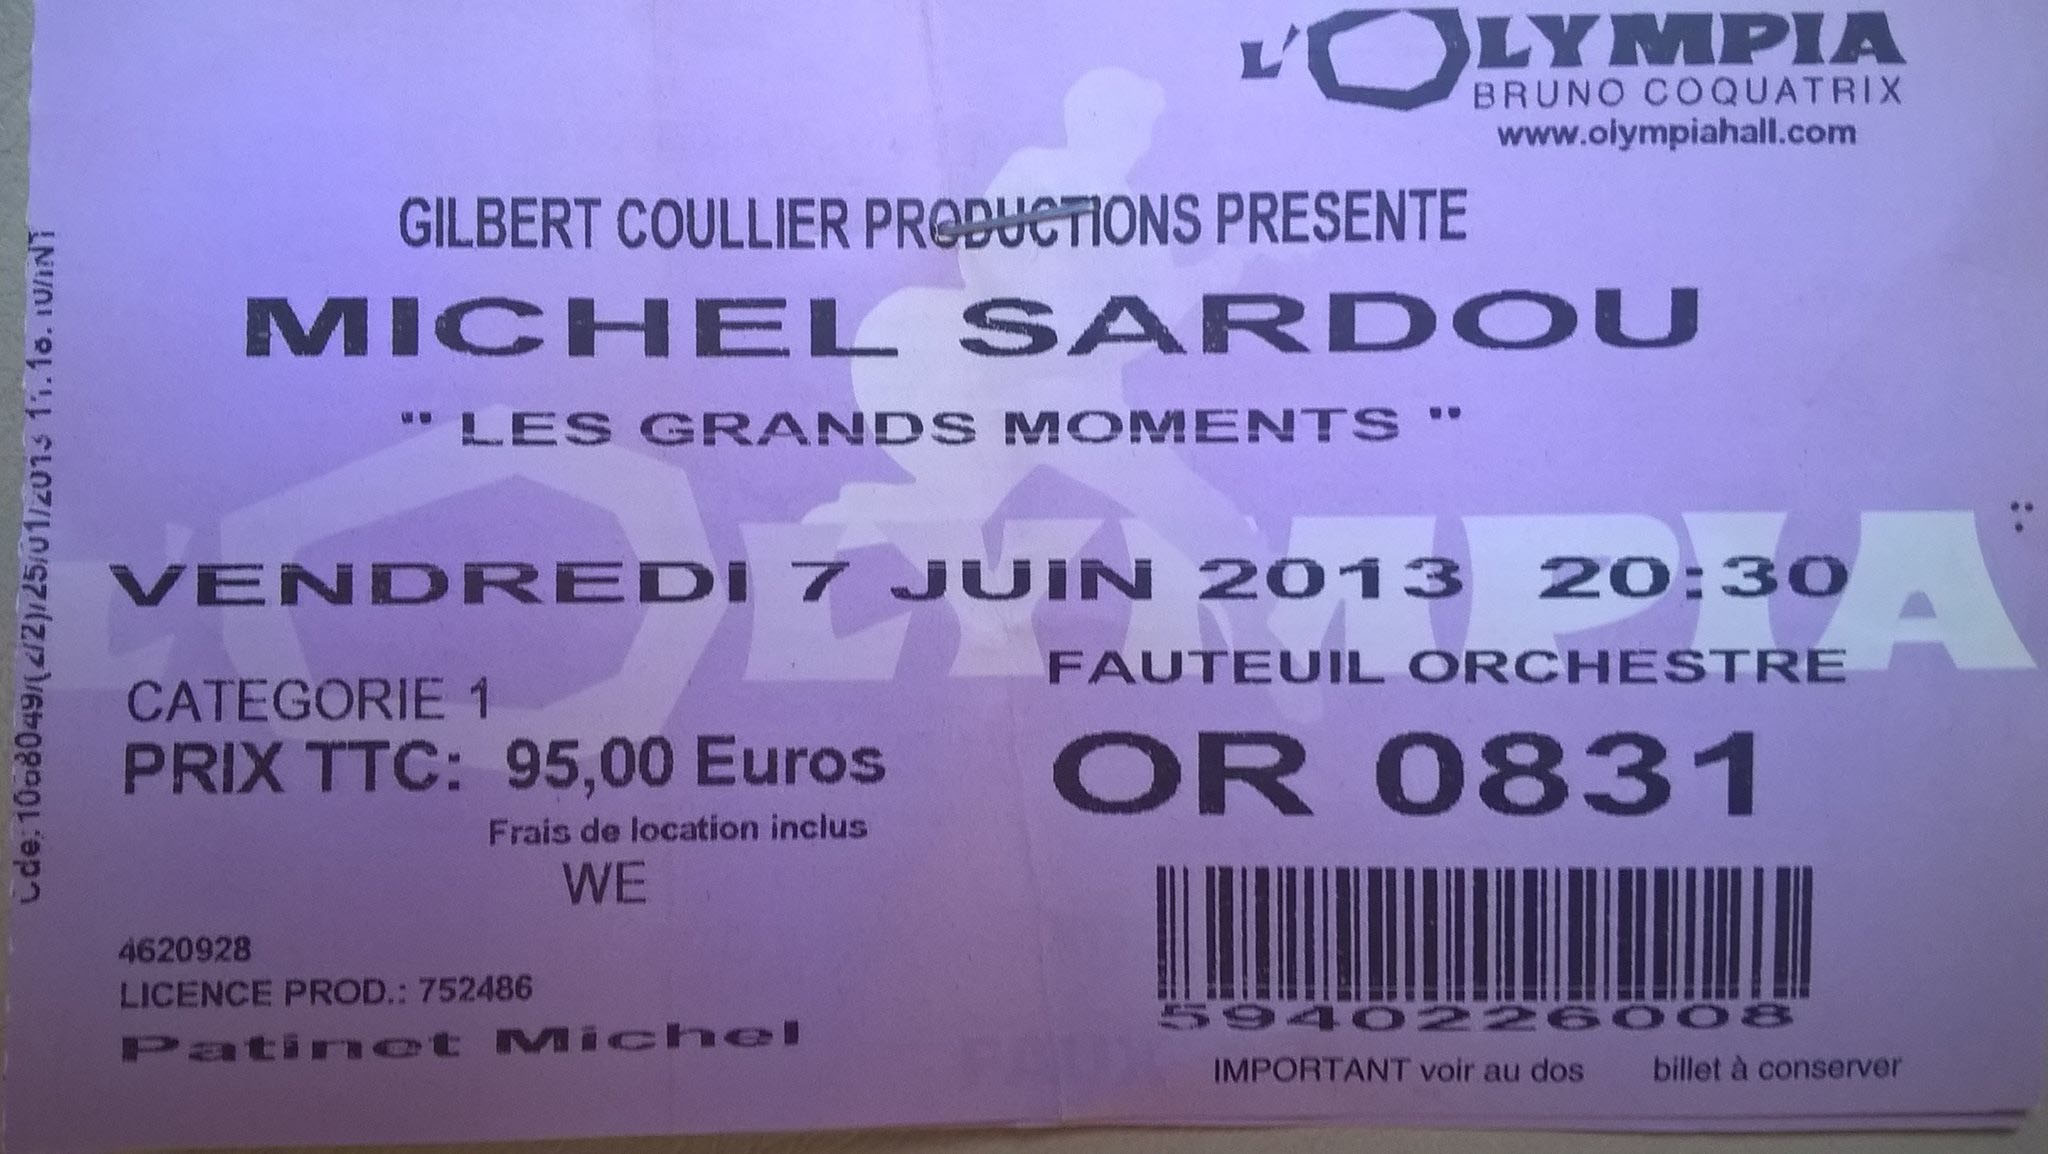 L'OLYMPIA
BRUNO COQUATRIX
www.olympiahall.com
GILBERT COULLIER PRODUCTIONS PRESENTE
MICHEL SARDOU
" LES GRANDS MOMENTS "
L'OLYMPIA
VENDREDI 7 JUIN 2013 20:30
CATEGORIE 1
FAUTEUIL ORCHESTRE
PRIX TTC: 95,00 Euros
OR 0831
Frais de location inclus
WE
4620928
LICENCE PROD.: 752486
Patinet Michel
5940226008
IMPORTANT voir au dos billet à conserver